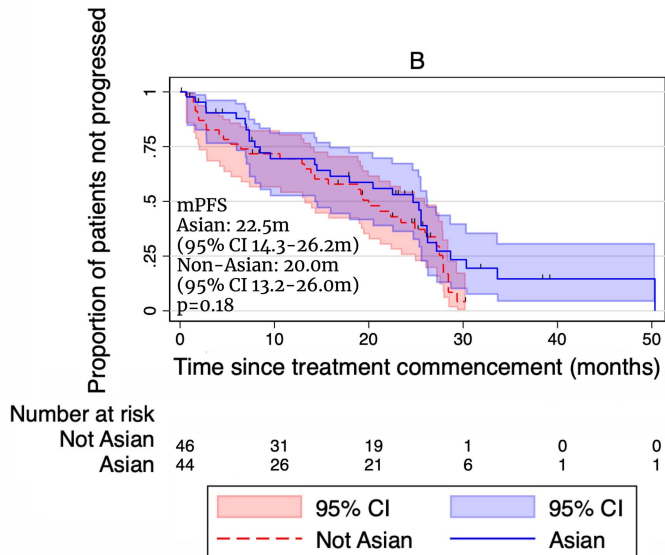 B
Proportion of patients not progressed
1
.75
.5
.25
0
mPFS
Asian: 22.5m
(95% CI 14.3-26.2m)
Non-Asian: 20.0m
(95% CI 13.2-26.0m)
p=0.18
0 10 20 30 40 50
Time since treatment commencement (months)
Number at risk
Not Asian 46 31 19 1 0 0
Asian 44 26 21 6 1 1
95% CI 95% CI
Not Asian Asian